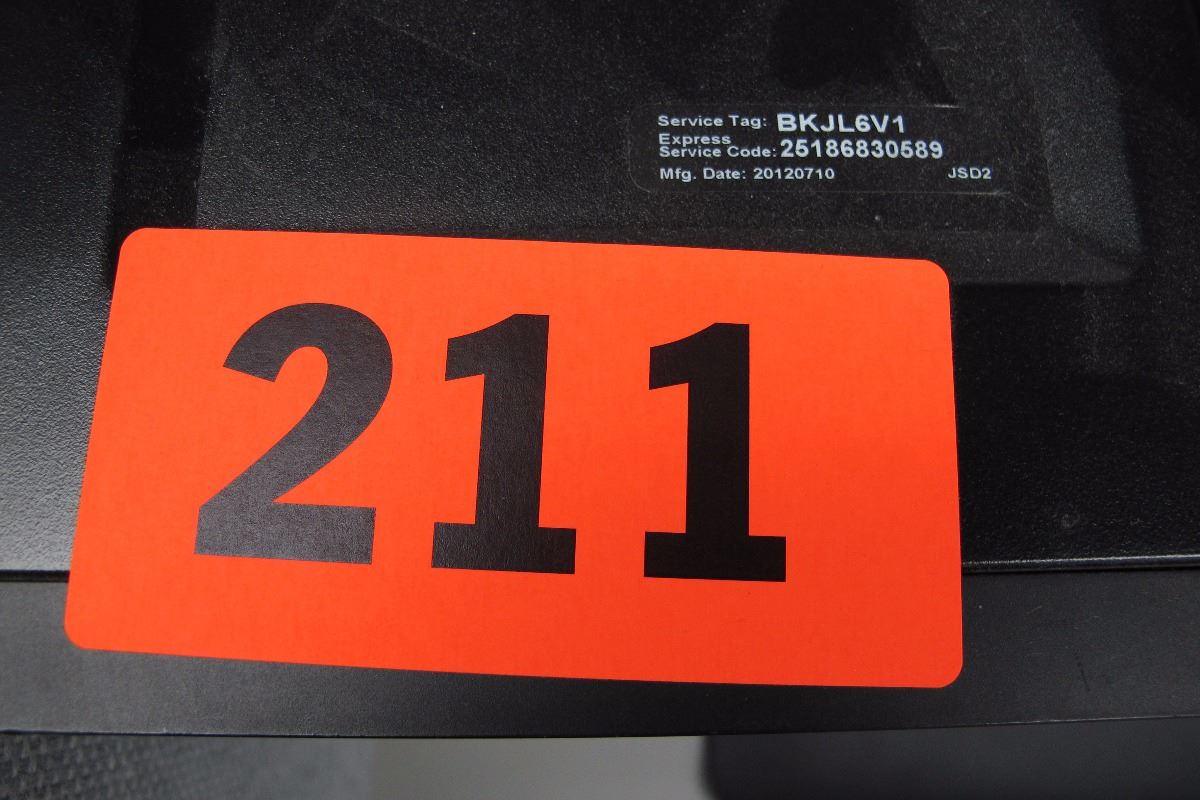 Service Tag: BKJL6V1
Express
Service Code: 25186830589
Mfg. Date: 20120710 JSD2
211